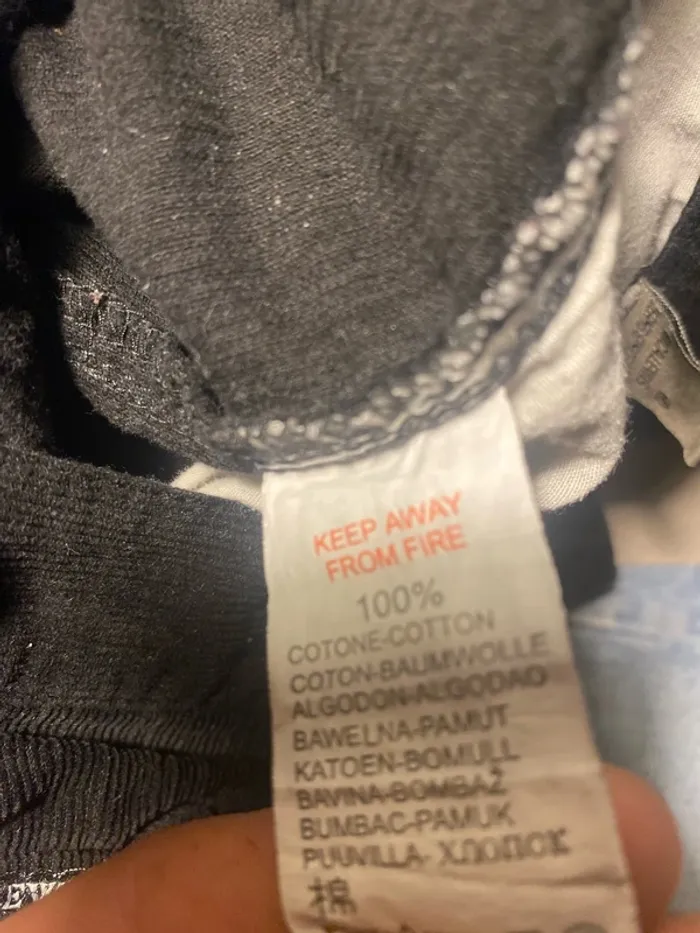 KEEP AWAY
FROM FIRE
100%
COTONE-COTTON
COTON-BAUMWOLLE
ALGODON-ALGODAO
BAWELNA-PAMUT
KATOEN-BOMULL
BAVINA-BOMBAŽ
BUMBAC-PAMUK
PUUVILLA- ХЛОПОК
棉